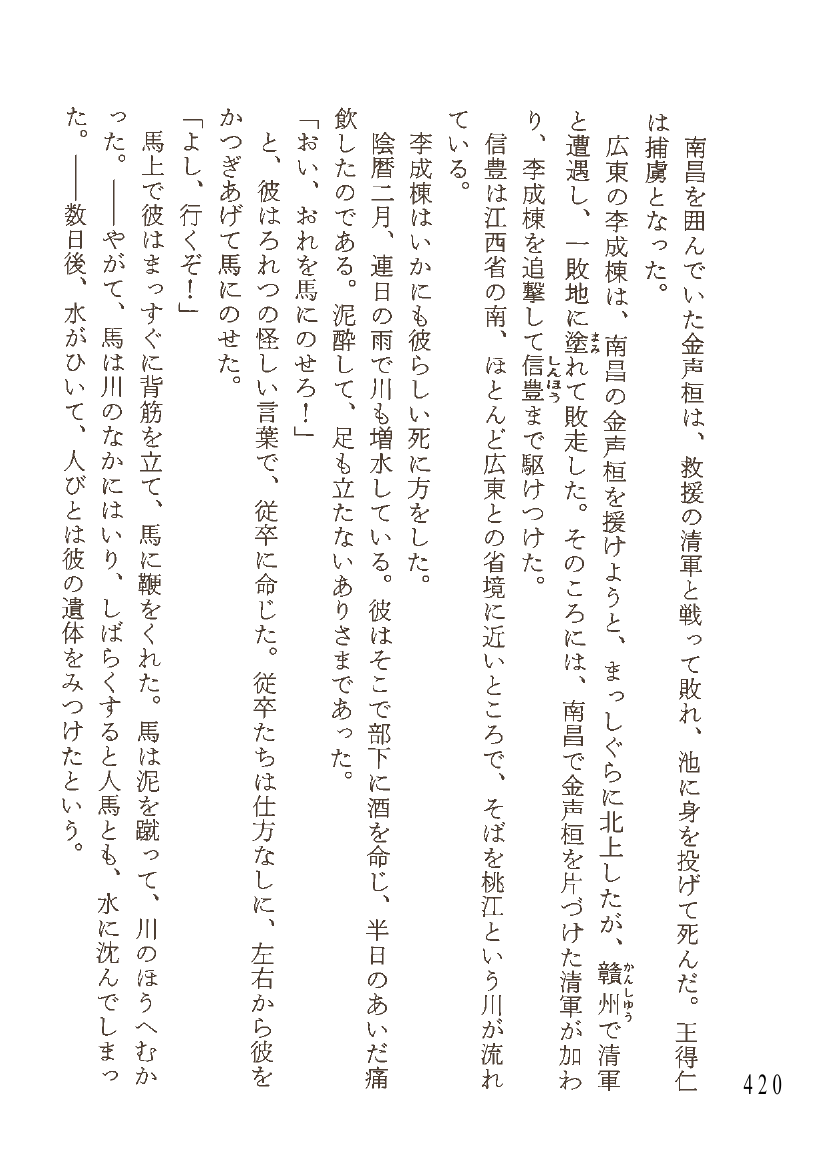 南昌を囲んでいた金声桓は、救援の清軍と戦って敗れ、池に身を投げて死んだ。王得仁
は捕虜となった。
広東の李成棟は、南昌の金声桓を援けようと、まっしぐらに北上したが、贛州で清軍
かんしゅう
と遭遇し、一敗地に塗れて敗走した。そのころには、南昌で金声桓を片づけた清軍が加わ
まみ
り、李成棟を追撃して信豊まで駆けつけた。
しんほう
信豊は江西省の南、ほとんど広東との省境に近いところで、そばを桃江という川が流れ
ている。
李成棟はいかにも彼らしい死に方をした。
陰暦二月、連日の雨で川も増水している。彼はそこで部下に酒を命じ、半日のあいだ痛
飲したのである。泥酔して、足も立たないありさまであった。
「おい、おれを馬にのせろ！」
と、彼はろれつの怪しい言葉で、従卒に命じた。従卒たちは仕方なしに、左右から彼を
かつぎあげて馬にのせた。
「よし、行くぞ！」
馬上で彼はまっすぐに背筋を立て、馬に鞭をくれた。馬は泥を蹴って、川のほうへむか
った。――やがて、馬は川のなかにはいり、しばらくすると人馬とも、水に沈んでしまっ
た。――数日後、水がひいて、人びとは彼の遺体をみつけたという。
420